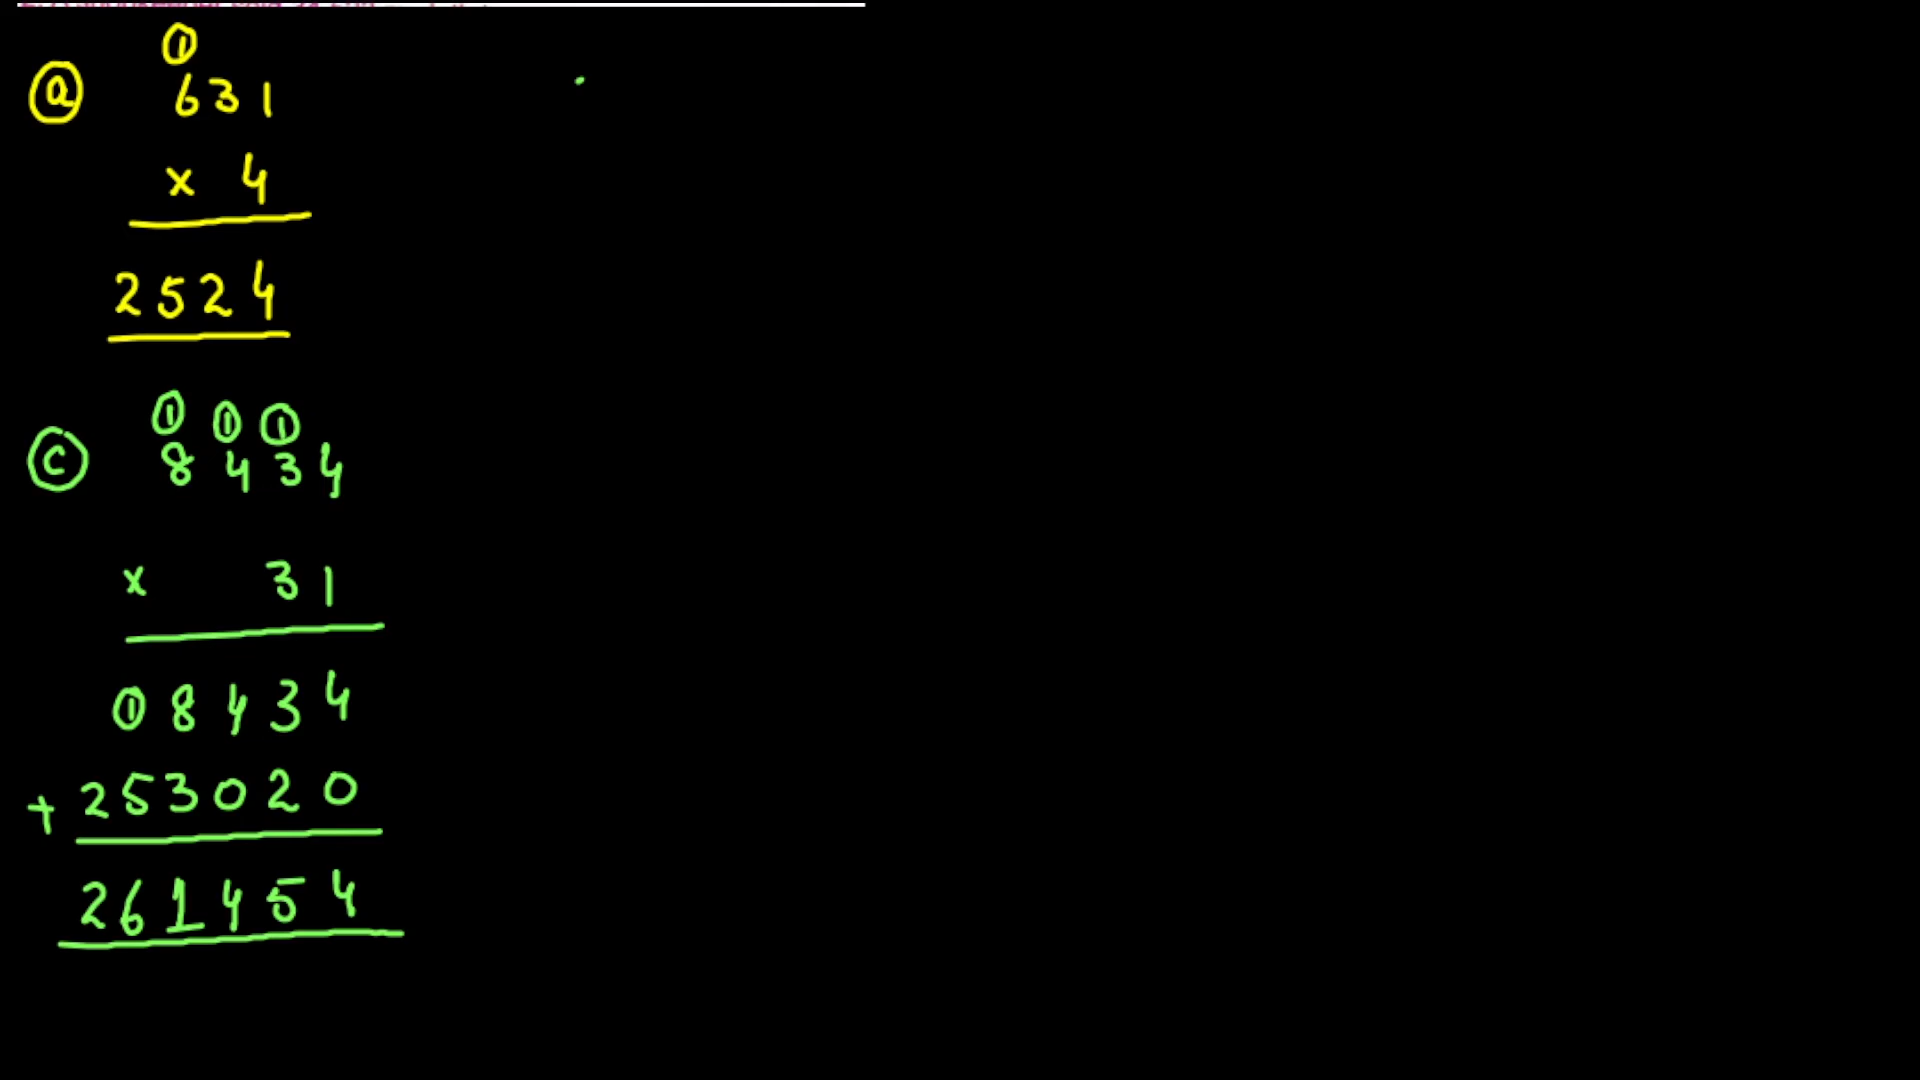 ①
ⓐ 631
x 4
2524
① ① ①
ⓒ 8434
x 31
①8434
+ 253020
261454